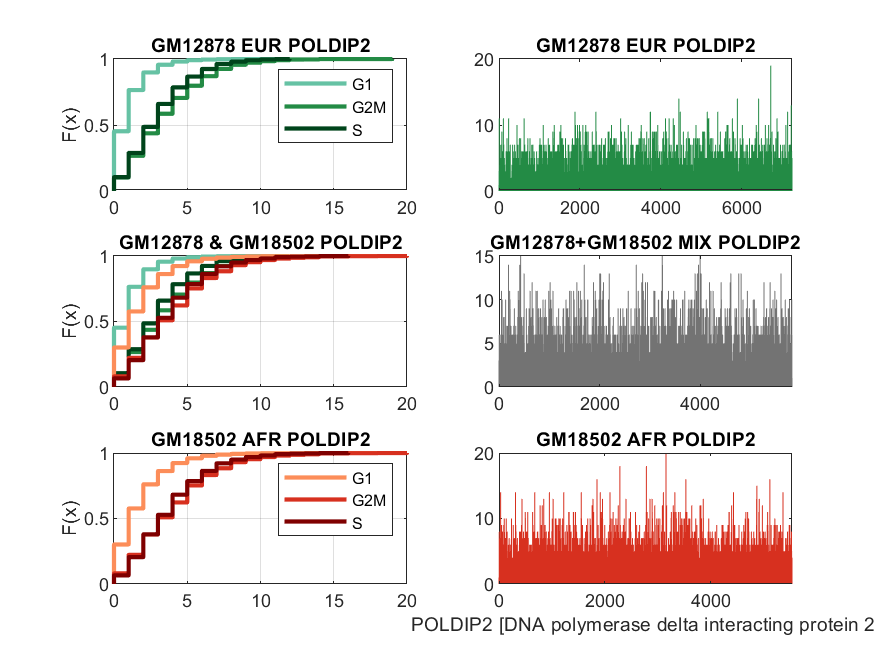 GM12878 EUR POLDIP2
1
0.5
0
F(x)
0 5 10 15 20
G1
G2M
S
GM12878 EUR POLDIP2
20
10
0
0 2000 4000 6000
GM12878 & GM18502 POLDIP2
1
0.5
0
F(x)
0 5 10 15 20
GM12878+GM18502 MIX POLDIP2
15
10
5
0
0 2000 4000
GM18502 AFR POLDIP2
1
0.5
0
F(x)
0 5 10 15 20
G1
G2M
S
GM18502 AFR POLDIP2
20
10
0
0 2000 4000
POLDIP2 [DNA polymerase delta interacting protein 2